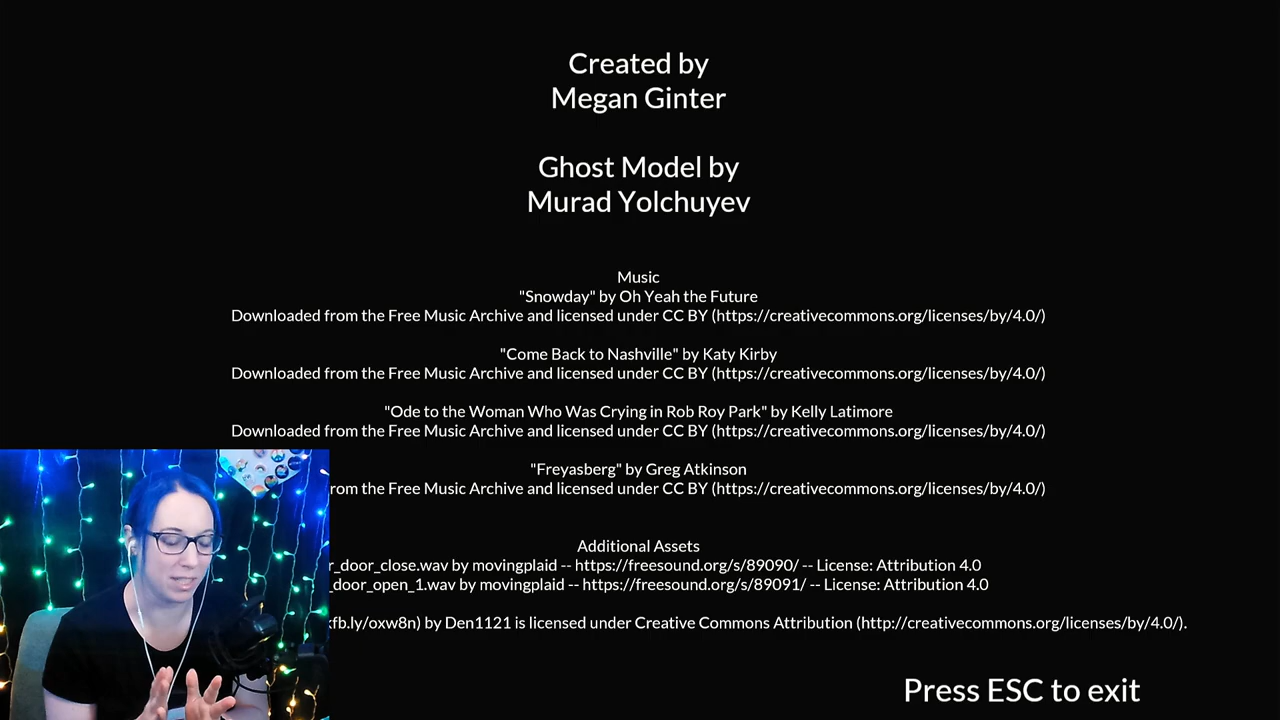 Created by
Megan Ginter
Ghost Model by
Murad Yolchuyev
Music
"Snowday" by Oh Yeah the Future
Downloaded from the Free Music Archive and licensed under CC BY (https://creativecommons.org/licenses/by/4.0/)
"Come Back to Nashville" by Katy Kirby
Downloaded from the Free Music Archive and licensed under CC BY (https://creativecommons.org/licenses/by/4.0/)
"Ode to the Woman Who Was Crying in Rob Roy Park" by Kelly Latimore
Downloaded from the Free Music Archive and licensed under CC BY (https://creativecommons.org/licenses/by/4.0/)
"Freyasberg" by Greg Atkinson
the Free Music Archive and licensed under CC BY (https://creativecommons.org/licenses/by/4.0/)
Additional Assets
r_door_close.wav by movingplaid -- https://freesound.org/s/89090/ -- License: Attribution 4.0
_door_open_1.wav by movingplaid -- https://freesound.org/s/89091/ -- License: Attribution 4.0
fb.ly/oxw8n) by Den1121 is licensed under Creative Commons Attribution (http://creativecommons.org/licenses/by/4.0/).
Press ESC to exit